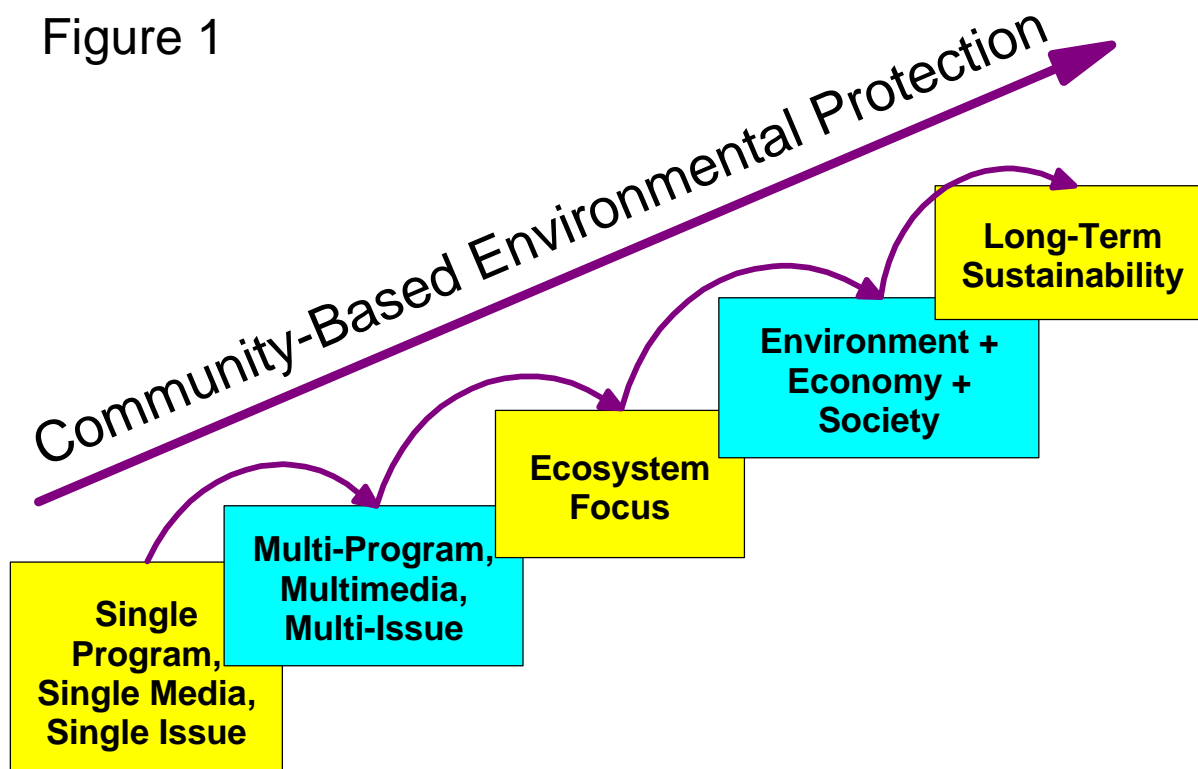 Figure 1
Community-Based Environmental Protection
Single
Program,
Single Media,
Single Issue
Multi-Program,
Multimedia,
Multi-Issue
Ecosystem
Focus
Environment +
Economy +
Society
Long-Term
Sustainability